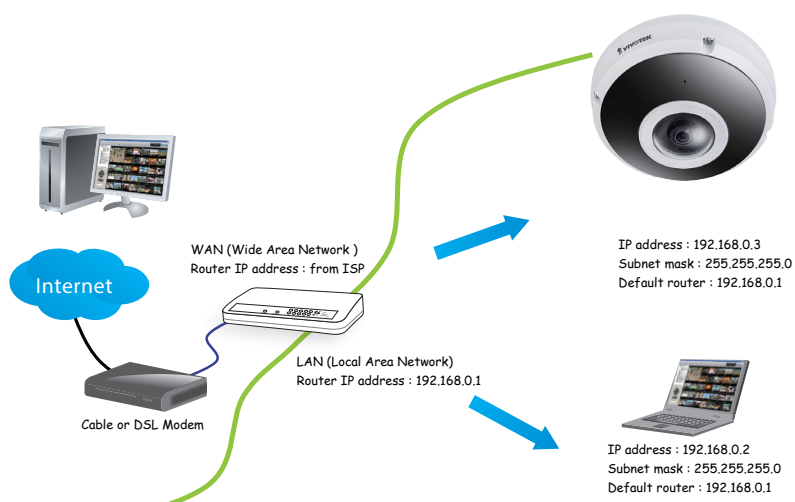 VIVOTEK
WAN (Wide Area Network )
Router IP address : from ISP
Internet
IP address : 192.168.0.3
Subnet mask : 255.255.255.0
Default router : 192.168.0.1
LAN (Local Area Network)
Router IP address : 192.168.0.1
Cable or DSL Modem
IP address : 192.168.0.2
Subnet mask : 255.255.255.0
Default router : 192.168.0.1